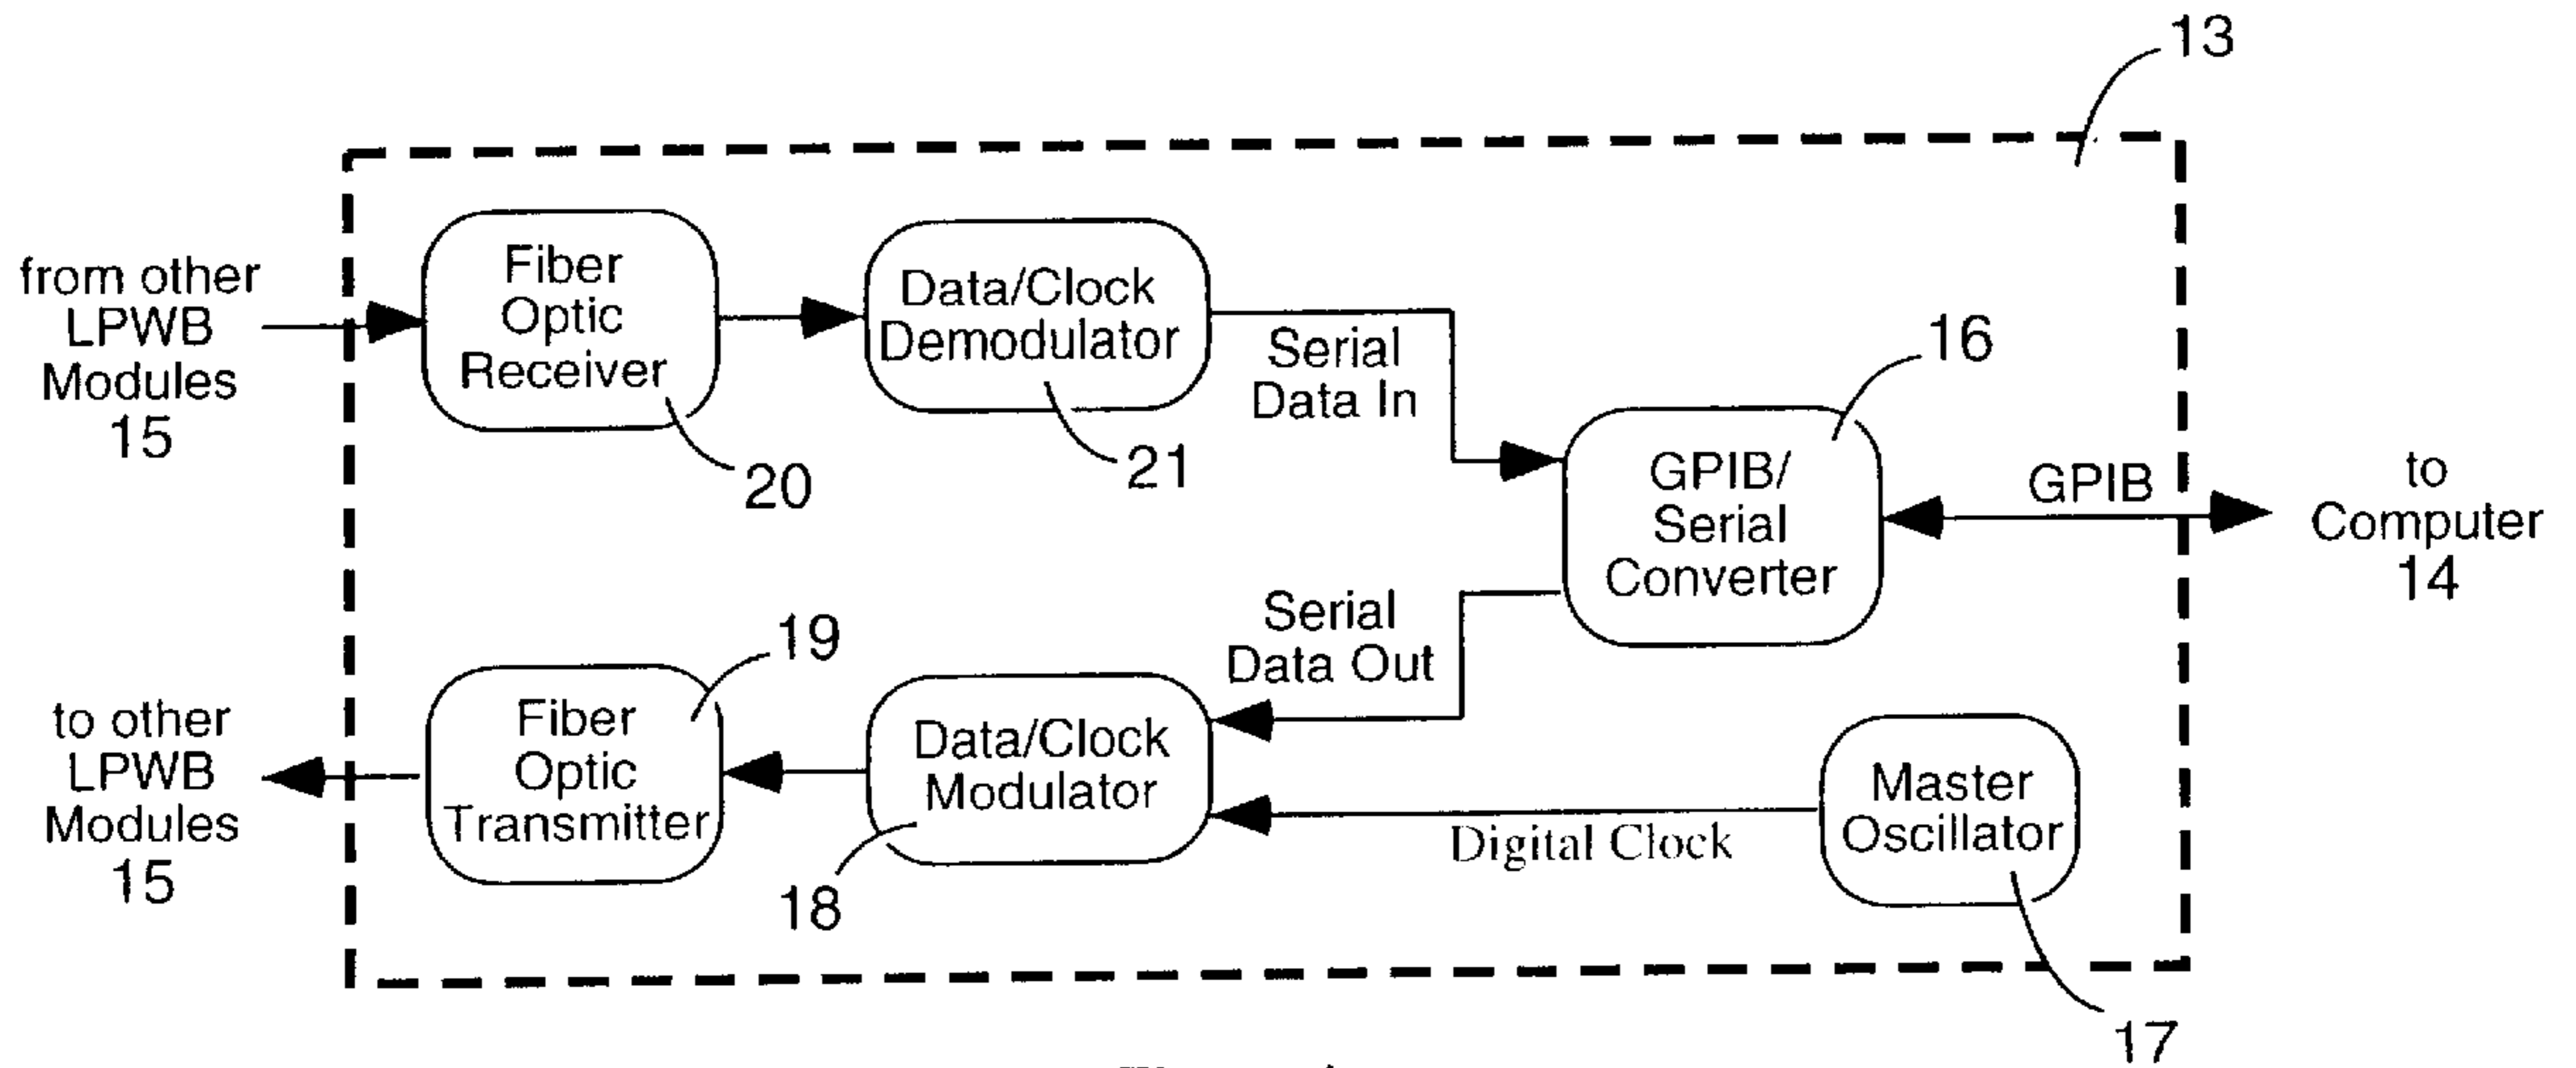 13
from other
LPWB
Modules
15
Fiber
Optic
Receiver
20
Data/Clock
Demodulator
21
Serial
Data In
16
GPIB/
Serial
Converter
GPIB
to
Computer
14
Serial
Data Out
to other
LPWB
Modules
15
19
Fiber
Optic
Transmitter
Data/Clock
Modulator
18
Digital Clock
Master
Oscillator
17